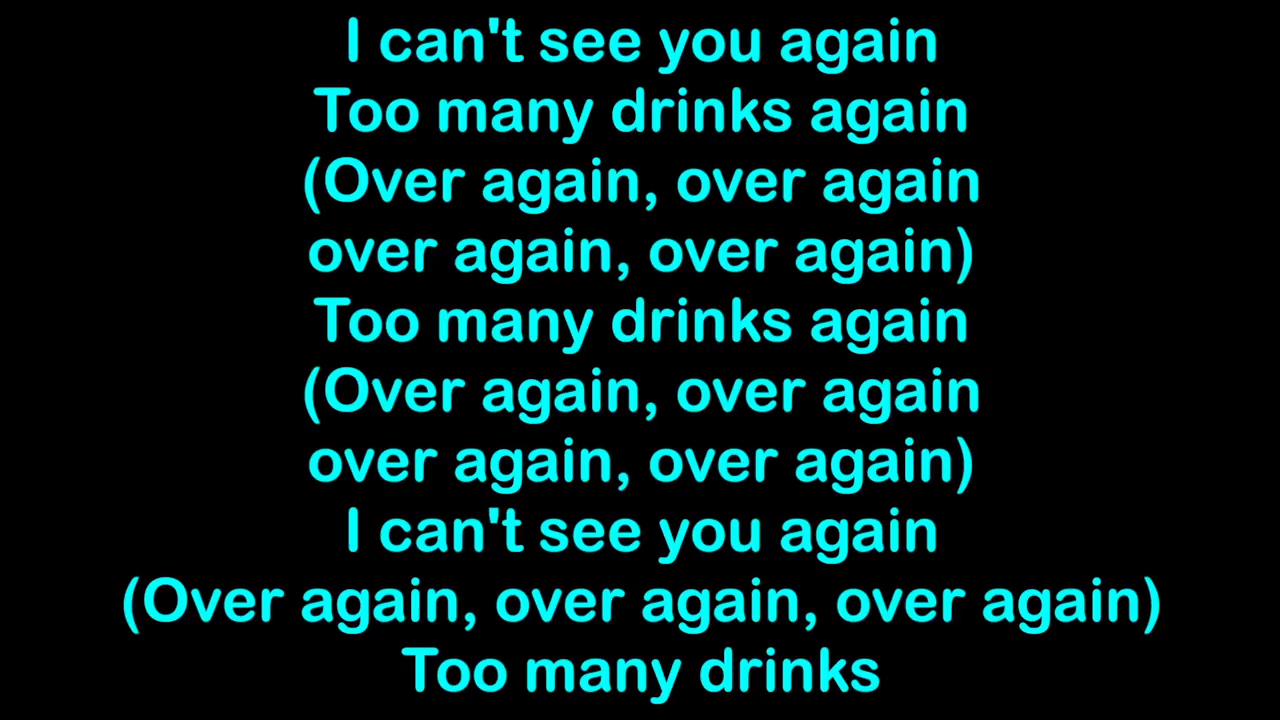 I can't see you again
Too many drinks again
(Over again, over again
over again, over again)
Too many drinks again
(Over again, over again
over again, over again)
I can't see you again
(Over again, over again, over again)
Too many drinks